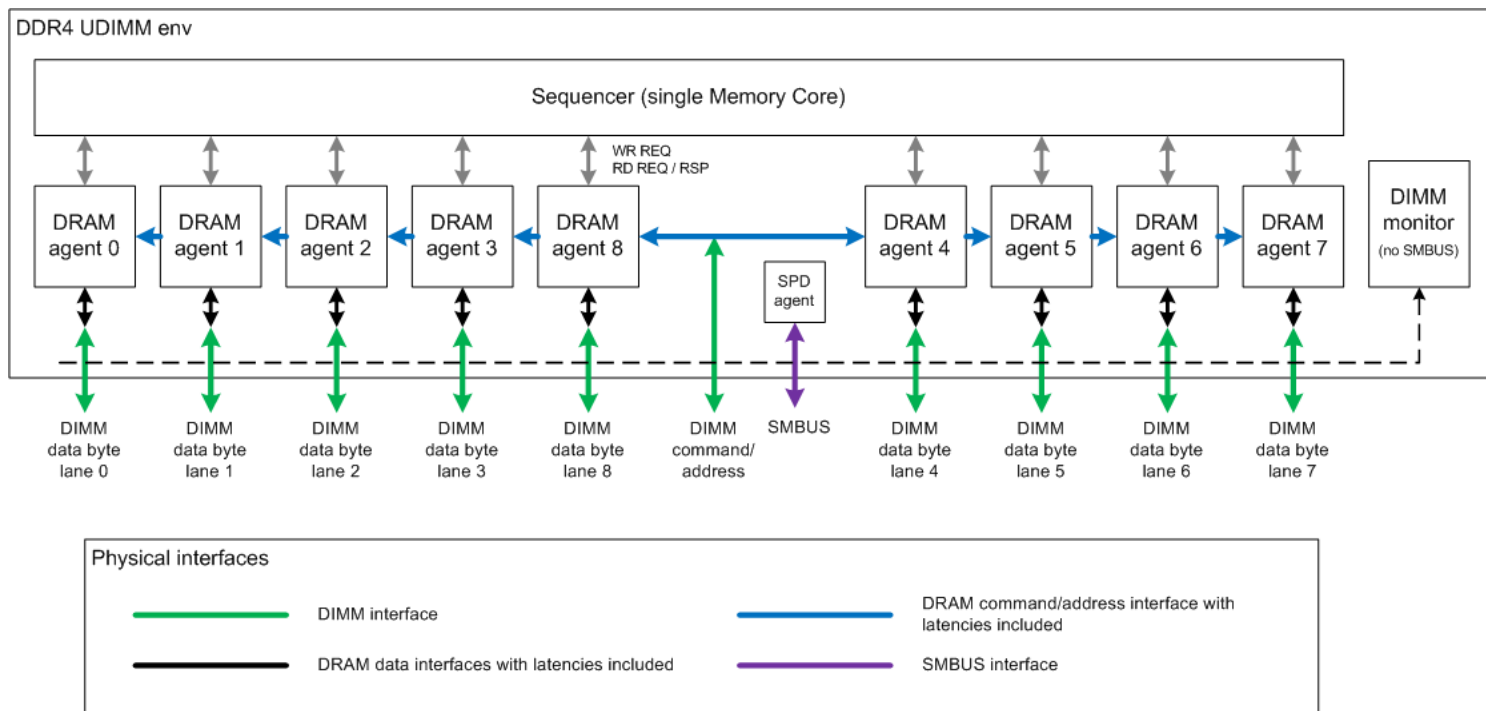 DDR4 UDIMM env
Sequencer (single Memory Core)
WR REQ
RD REQ / RSP
DRAM
agent 0
DRAM
agent 1
DRAM
agent 2
DRAM
agent 3
DRAM
agent 8
DRAM
agent 4
DRAM
agent 5
DRAM
agent 6
DRAM
agent 7
DIMM
monitor
(no SMBUS)
SPD
agent
DIMM
data byte
lane 0
DIMM
data byte
lane 1
DIMM
data byte
lane 2
DIMM
data byte
lane 3
DIMM
data byte
lane 8
DIMM
command/
address
SMBUS
DIMM
data byte
lane 4
DIMM
data byte
lane 5
DIMM
data byte
lane 6
DIMM
data byte
lane 7
Physical interfaces
DIMM interface
DRAM command/address interface with
latencies included
DRAM data interfaces with latencies included
SMBUS interface